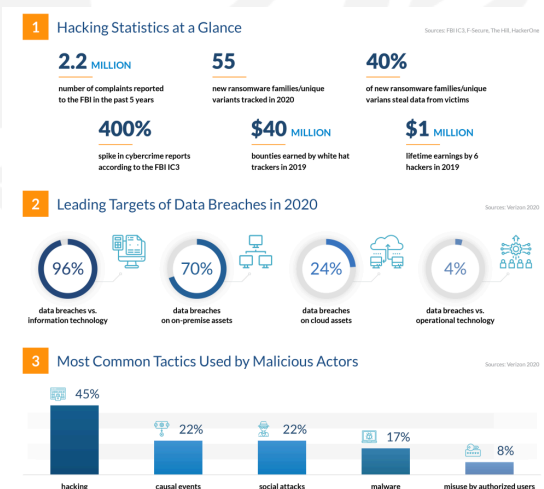 1 Hacking Statistics at a Glance
Sources: FBI IC3, F-Secure, The Hill, HackerOne
2.2 MILLION
number of complaints reported
to the FBI in the past 5 years
55
new ransomware families/unique
variants tracked in 2020
40%
of new ransomware families/unique
varians steal data from victims
400%
spike in cybercrime reports
according to the FBI IC3
$40 MILLION
bounties earned by white hat
trackers in 2019
$1 MILLION
lifetime earnings by 6
hackers in 2019
2 Leading Targets of Data Breaches in 2020
Sources: Verizon 2020
96%
data breaches vs.
information technology
70%
data breaches
on on-premise assets
24%
data breaches
on cloud assets
4%
data breaches vs.
operational technology
3 Most Common Tactics Used by Malicious Actors
Sources: Verizon 2020
45%
hacking
22%
causal events
22%
social attacks
17%
malware
8%
misuse by authorized users